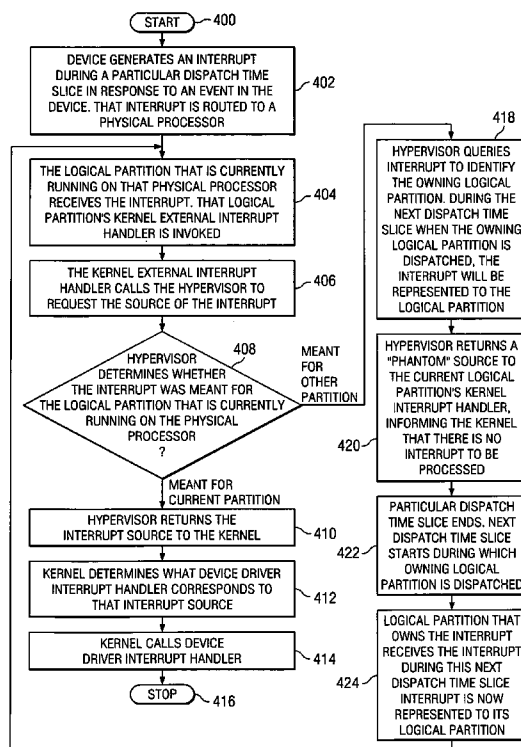 START
400
DEVICE GENERATES AN INTERRUPT
DURING A PARTICULAR DISPATCH TIME
SLICE IN RESPONSE TO AN EVENT IN THE
DEVICE. THAT INTERRUPT IS ROUTED TO A
PHYSICAL PROCESSOR
402
THE LOGICAL PARTITION THAT IS CURRENTLY
RUNNING ON THAT PHYSICAL PROCESSOR
RECEIVES THE INTERRUPT. THAT LOGICAL
PARTITION'S KERNEL EXTERNAL INTERRUPT
HANDLER IS INVOKED
404
THE KERNEL EXTERNAL INTERRUPT
HANDLER CALLS THE HYPERVISOR TO
REQUEST THE SOURCE OF THE INTERRUPT
406
408
HYPERVISOR
DETERMINES WHETHER
THE INTERRUPT WAS MEANT FOR
THE LOGICAL PARTITION THAT IS CURRENTLY
RUNNING ON THE PHYSICAL
PROCESSOR
?
MEANT
FOR
OTHER
PARTITION
MEANT FOR
CURRENT PARTITION
HYPERVISOR RETURNS THE
INTERRUPT SOURCE TO THE KERNEL
410
KERNEL DETERMINES WHAT DEVICE DRIVER
INTERRUPT HANDLER CORRESPONDS TO
THAT INTERRUPT SOURCE
412
KERNEL CALLS DEVICE
DRIVER INTERRUPT HANDLER
414
STOP
416
418
HYPERVISOR QUERIES
INTERRUPT TO IDENTIFY
THE OWNING LOGICAL
PARTITION. DURING THE
NEXT DISPATCH TIME
SLICE WHEN THE OWNING
LOGICAL PARTITION IS
DISPATCHED, THE
INTERRUPT WILL BE
REPRESENTED TO THE
LOGICAL PARTITION
HYPERVISOR RETURNS A
"PHANTOM" SOURCE TO
THE CURRENT LOGICAL
PARTITION'S KERNEL
INTERRUPT HANDLER,
INFORMING THE KERNEL
THAT THERE IS NO
INTERRUPT TO BE
PROCESSED
420
PARTICULAR DISPATCH
TIME SLICE ENDS. NEXT
DISPATCH TIME SLICE
STARTS DURING WHICH
OWNING LOGICAL
PARTITION IS DISPATCHED
422
LOGICAL PARTITION THAT
OWNS THE INTERRUPT
RECEIVES THE INTERRUPT
DURING THIS NEXT
DISPATCH TIME SLICE
INTERRUPT IS NOW
REPRESENTED TO ITS
LOGICAL PARTITION
424